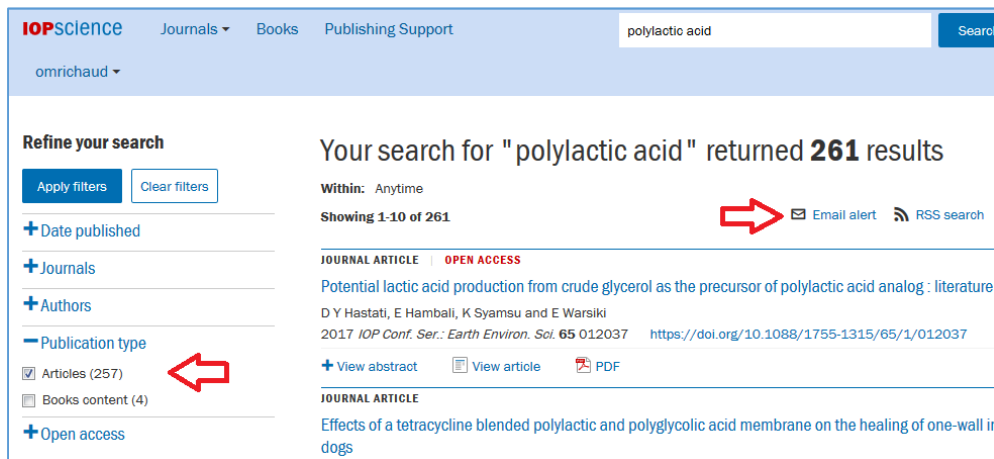 IOPscience Journals Books Publishing Support polylactic acid Search
omrichaud
Refine your search
Apply filters Clear filters
+Date published
+Journals
+Authors
−Publication type
Articles (257)
Books content (4)
+Open access
Your search for "polylactic acid" returned 261 results
Within: Anytime
Showing 1-10 of 261
Email alert RSS search
JOURNAL ARTICLE | OPEN ACCESS
Potential lactic acid production from crude glycerol as the precursor of polylactic acid analog : literature
D Y Hastati, E Hambali, K Syamsu and E Warsiki
2017 IOP Conf. Ser.: Earth Environ. Sci. 65 012037 https://doi.org/10.1088/1755-1315/65/1/012037
+ View abstract View article PDF
JOURNAL ARTICLE
Effects of a tetracycline blended polylactic and polyglycolic acid membrane on the healing of one-wall
dogs